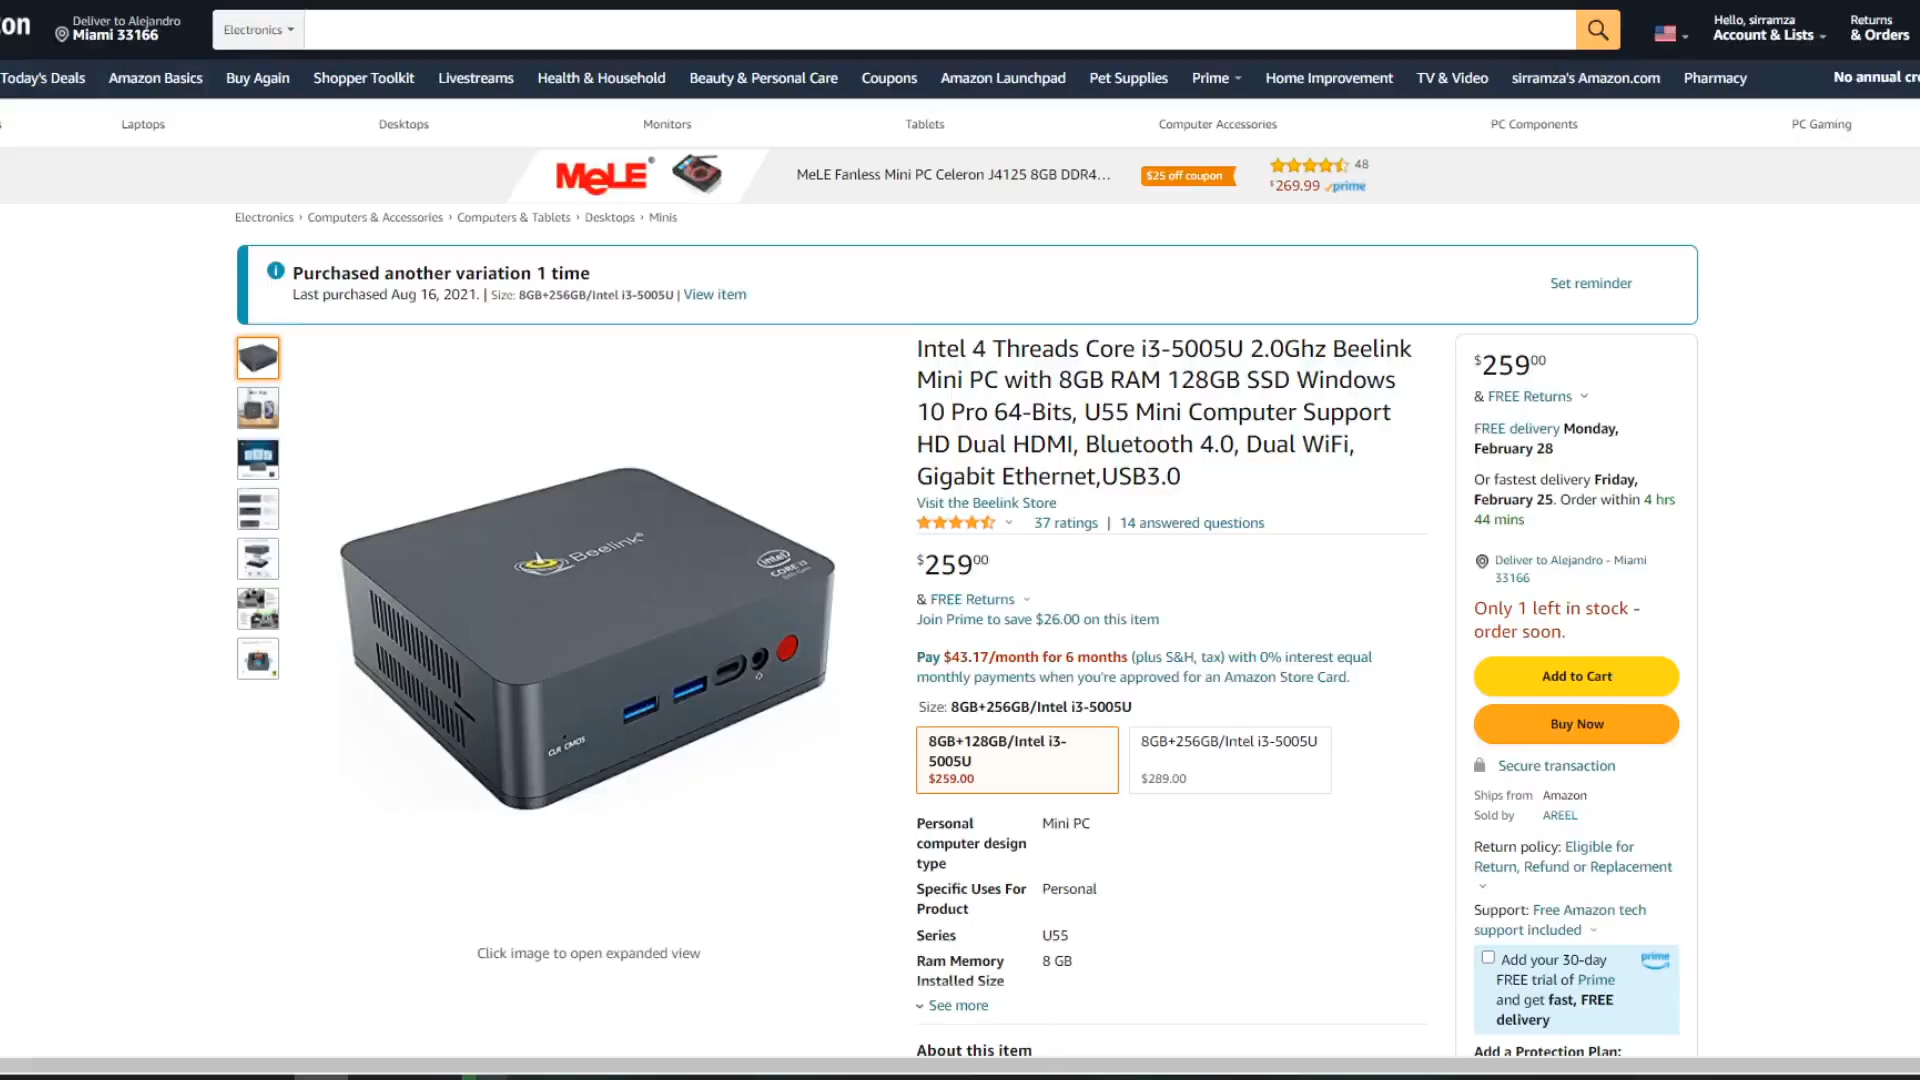 on
Deliver to Alejandro
Miami 33166
Electronics
Hello, sirramza
Account & Lists
Returns
& Orders
Today's Deals
Amazon Basics
Buy Again
Shopper Toolkit
Livestreams
Health & Household
Beauty & Personal Care
Coupons
Amazon Launchpad
Pet Supplies
Prime
Home Improvement
TV & Video
sirramza's Amazon.com
Pharmacy
No annual cre
Laptops
Desktops
Monitors
Tablets
Computer Accessories
PC Components
PC Gaming
MeLE
MeLE Fanless Mini PC Celeron J4125 8GB DDR4...
$25 off coupon
48
$269.99 prime
Electronics › Computers & Accessories › Computers & Tablets › Desktops › Minis
Purchased another variation 1 time
Last purchased Aug 16, 2021. | Size: 8GB+256GB/Intel i3-5005U | View item
Set reminder
Intel 4 Threads Core i3-5005U 2.0Ghz Beelink
Mini PC with 8GB RAM 128GB SSD Windows
10 Pro 64-Bits, U55 Mini Computer Support
HD Dual HDMI, Bluetooth 4.0, Dual WiFi,
Gigabit Ethernet,USB3.0
Visit the Beelink Store
37 ratings | 14 answered questions
$25900
& FREE Returns
Join Prime to save $26.00 on this item
Pay $43.17/month for 6 months (plus S&H, tax) with 0% interest equal
monthly payments when you're approved for an Amazon Store Card.
Size: 8GB+256GB/Intel i3-5005U
8GB+128GB/Intel i3-
5005U
$259.00
8GB+256GB/Intel i3-5005U
$289.00
Personal
computer design
type
Mini PC
Specific Uses For
Product
Personal
Series
U55
Ram Memory
Installed Size
8 GB
See more
About this item
Beelink
intel
CORE i3
CLR CMOS
Click image to open expanded view
$25900
& FREE Returns
FREE delivery Monday,
February 28
Or fastest delivery Friday,
February 25. Order within 4 hrs
44 mins
Deliver to Alejandro - Miami
33166
Only 1 left in stock -
order soon.
Add to Cart
Buy Now
Secure transaction
Ships from Amazon
Sold by AREEL
Return policy: Eligible for
Return, Refund or Replacement
Support: Free Amazon tech
support included
Add your 30-day
FREE trial of Prime
and get fast, FREE
delivery
prime
Add a Protection Plan: